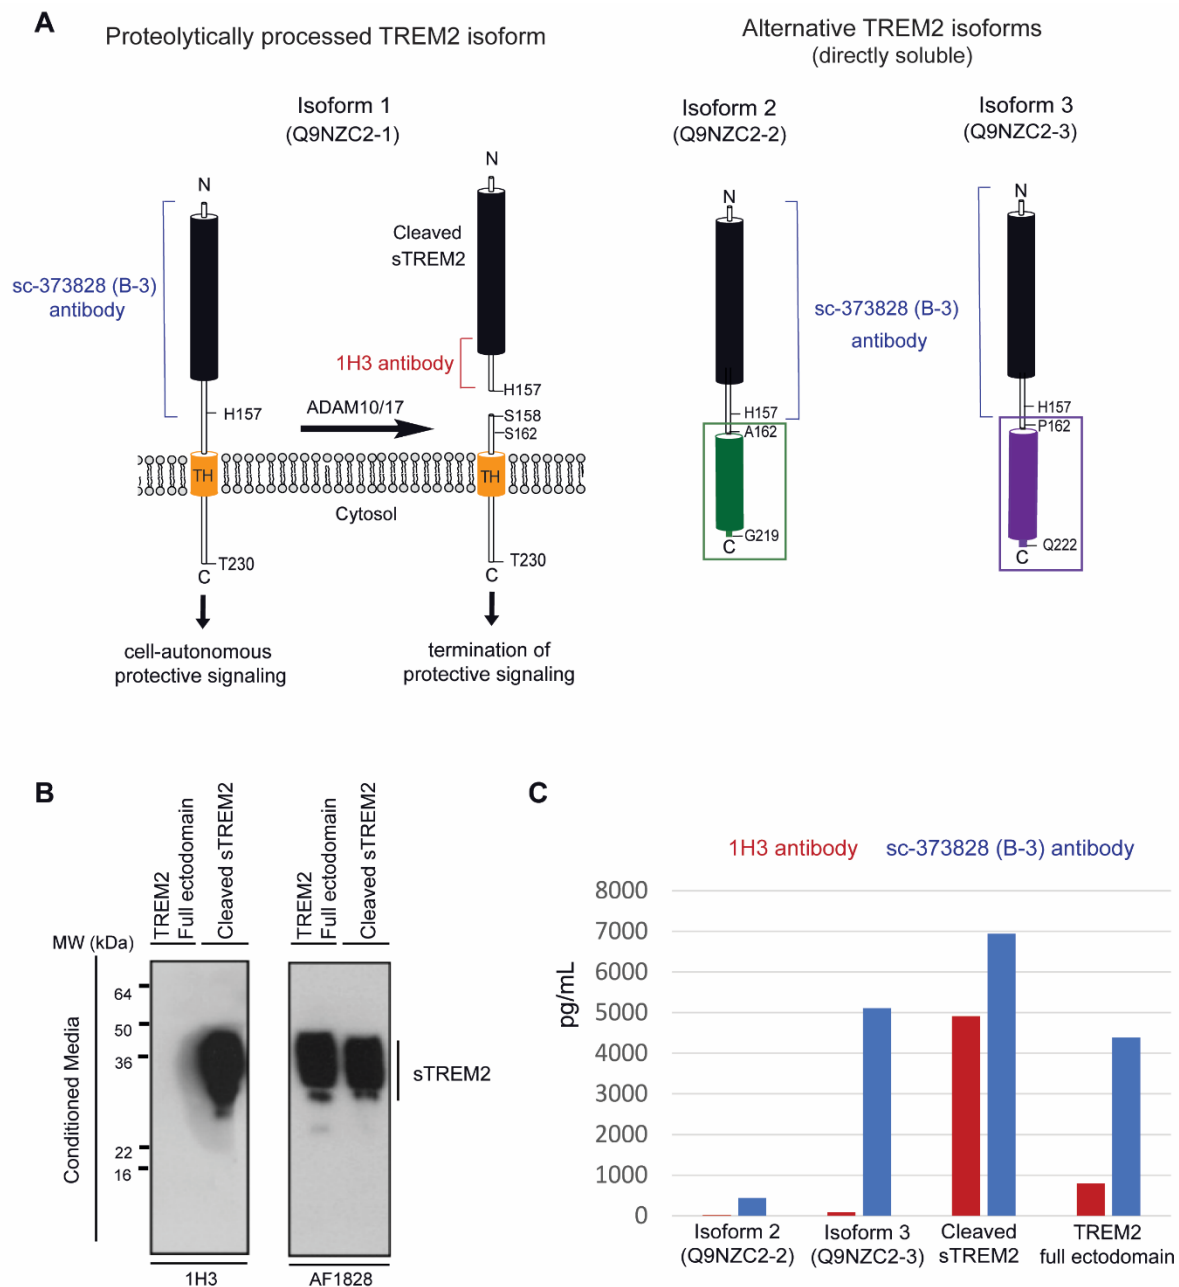 A
Proteolytically processed TREM2 isoform
Alternative TREM2 isoforms
(directly soluble)
Isoform 1
(Q9NZC2-1)
Isoform 2
(Q9NZC2-2)
Isoform 3
(Q9NZC2-3)
N
N
N
N
Cleaved
sTREM2
sc-373828 (B-3)
antibody
sc-373828 (B-3)
antibody
1H3 antibody
H157
ADAM10/17
H157
S158
S162
H157
A162
H157
P162
TH
TH
Cytosol
T230
C
T230
C
G219
C
Q222
C
cell-autonomous
protective signaling
termination of
protective signaling
B
TREM2
Full ectodomain
Cleaved sTREM2
TREM2
Full ectodomain
Cleaved sTREM2
MW (kDa)
64
50
36
22
16
Conditioned Media
sTREM2
1H3
AF1828
C
1H3 antibody
sc-373828 (B-3) antibody
pg/mL
8000
7000
6000
5000
4000
3000
2000
1000
0
Isoform 2
(Q9NZC2-2)
Isoform 3
(Q9NZC2-3)
Cleaved
sTREM2
TREM2
full ectodomain